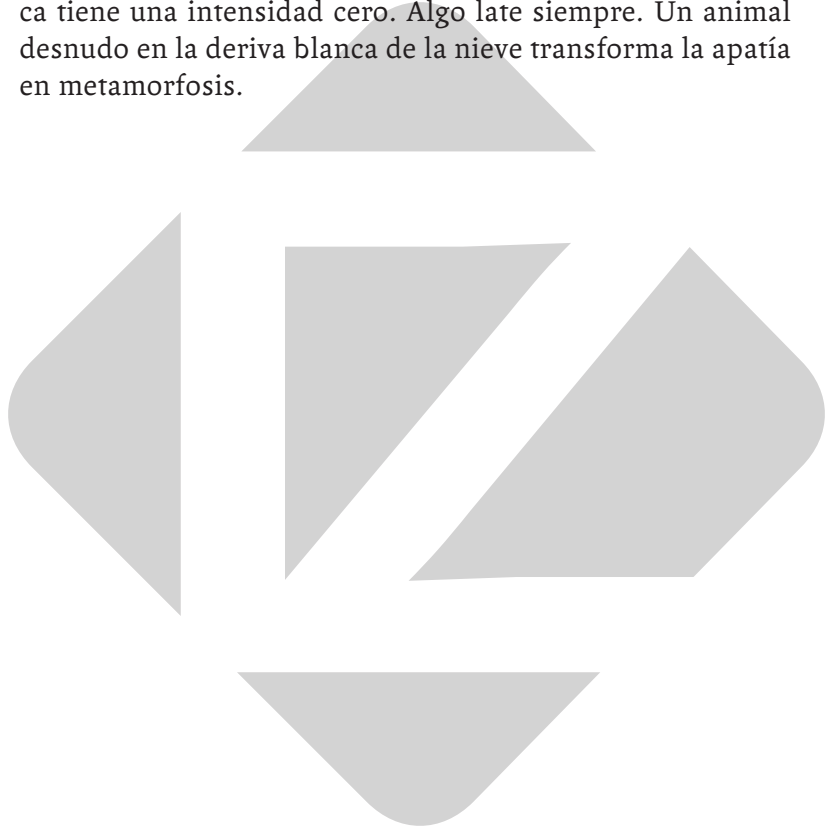 ca tiene una intensidad cero. Algo late siempre. Un animal
desnudo en la deriva blanca de la nieve transforma la apatía
en metamorfosis.